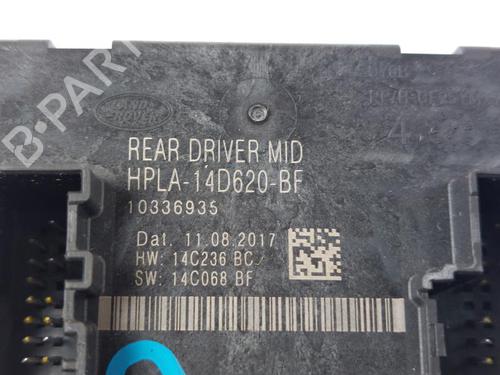 LAND ROVER
REAR DRIVER MID
HPLA-14D620-BF
10336935
Dat. 11.08.2017
HW: 14C236 BC
SW: 14C068 BF
B-PARTS